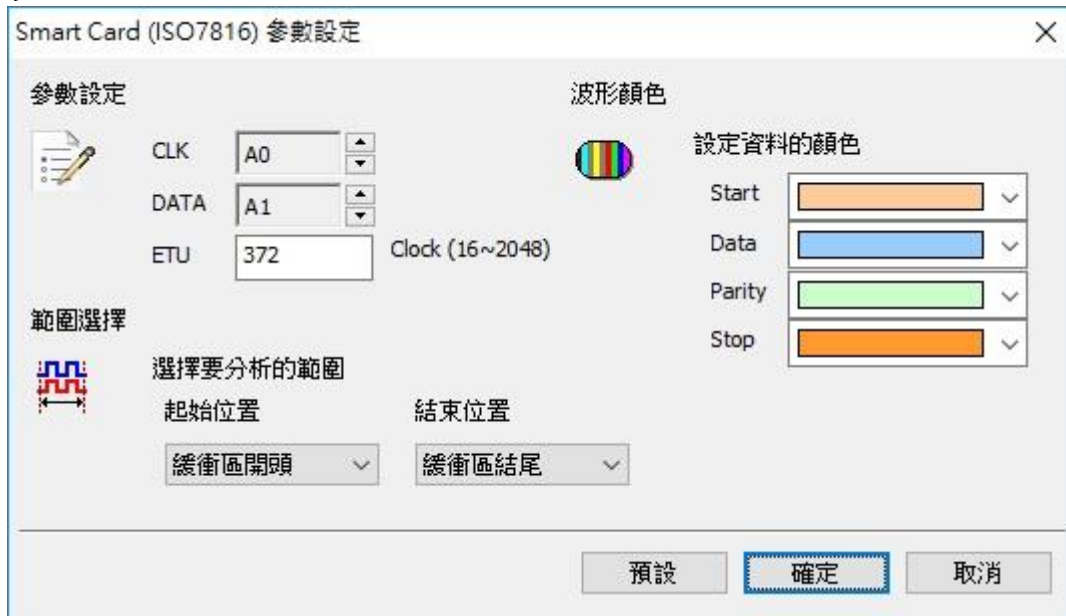 Smart Card (ISO7816) 參數設定
參數設定
CLK A0
DATA A1
ETU 372 Clock (16~2048)
波形顏色
設定資料的顏色
Start
Data
Parity
Stop
範圍選擇
選擇要分析的範圍
起始位置 結束位置
緩衝區開頭 緩衝區結尾
預設 確定 取消